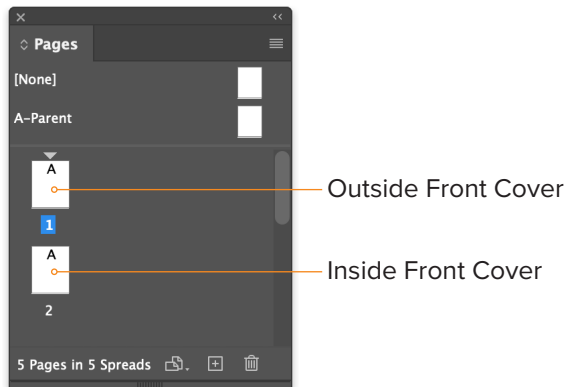 Pages
[None]
A-Parent
A
Outside Front Cover
1
A
Inside Front Cover
2
5 Pages in 5 Spreads